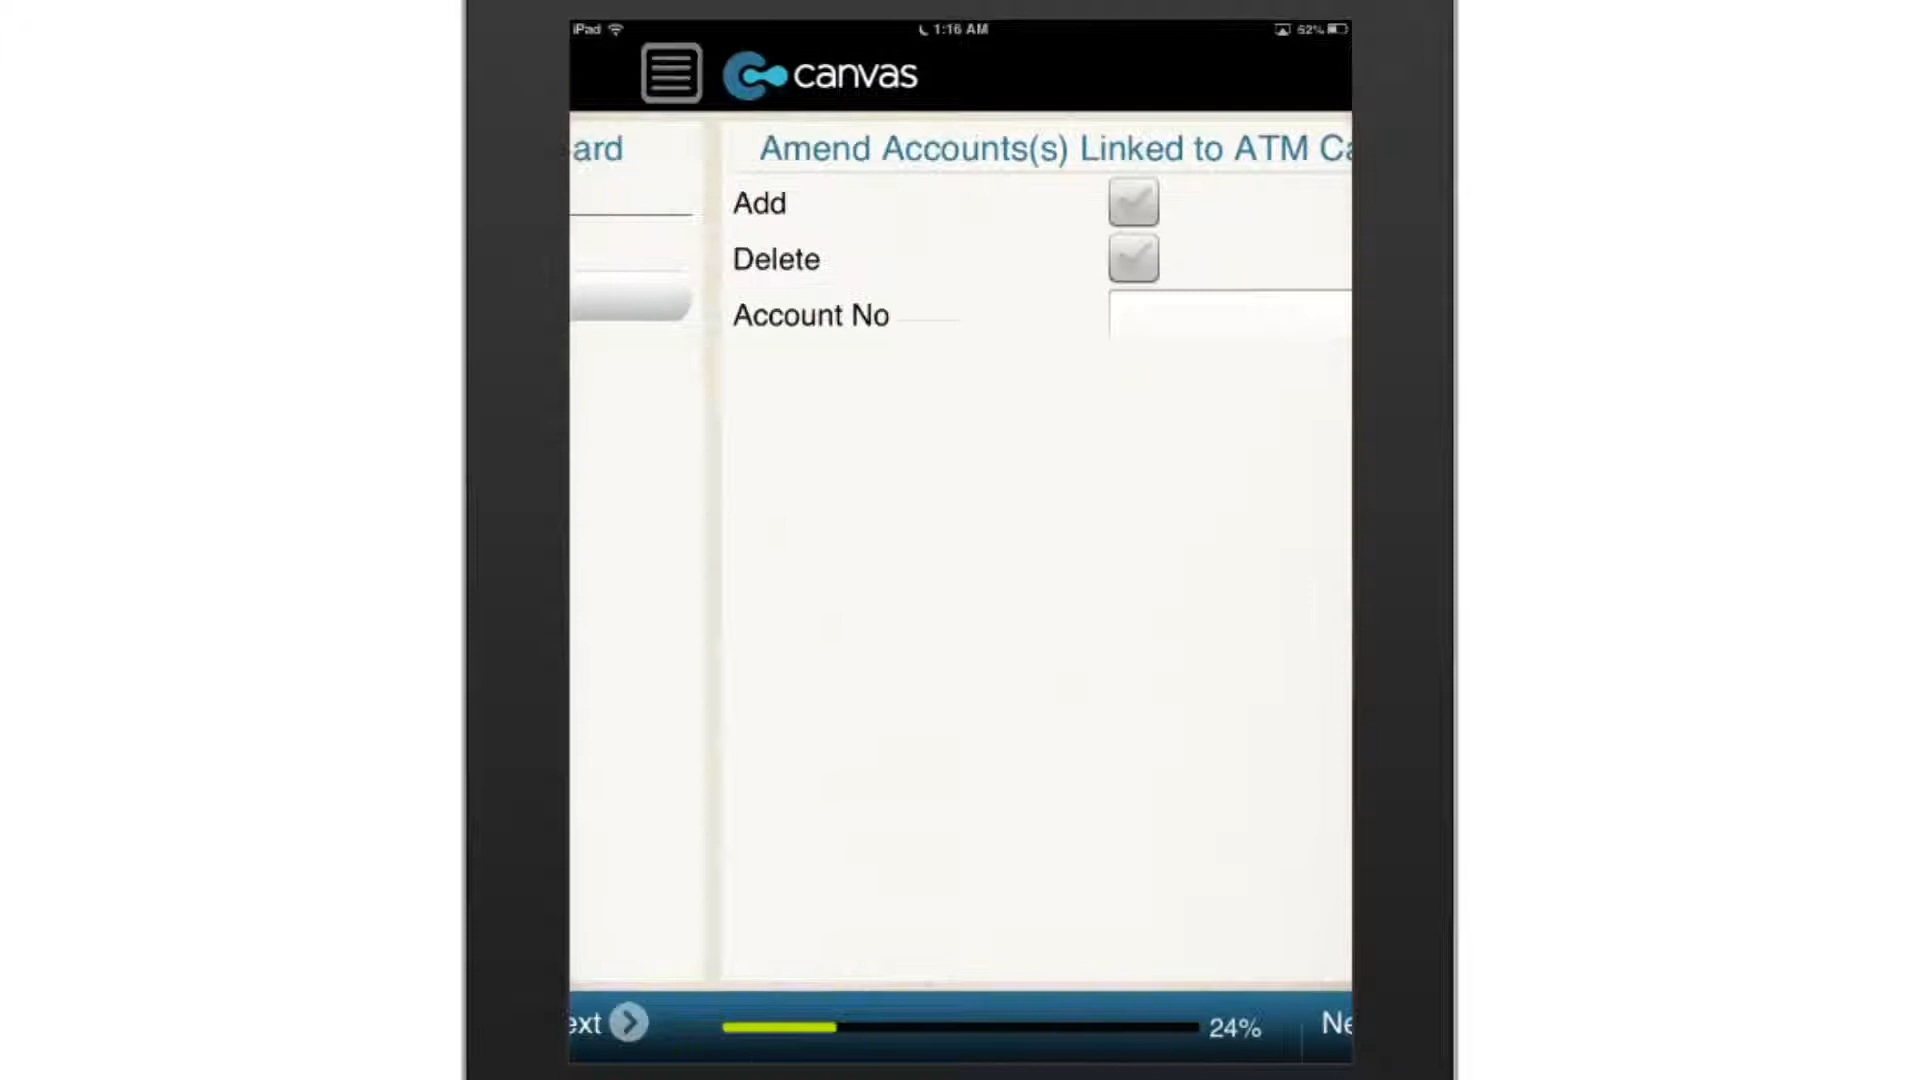 iPad 1:16 AM 62%
canvas
ard
Amend Accounts(s) Linked to ATM Ca
Add
Delete
Account No
ext 24% Ne